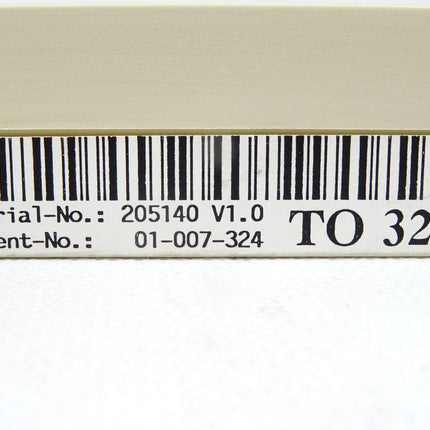 rial-No.: 205140 V1.0
ent-No.: 01-007-324
TO 32